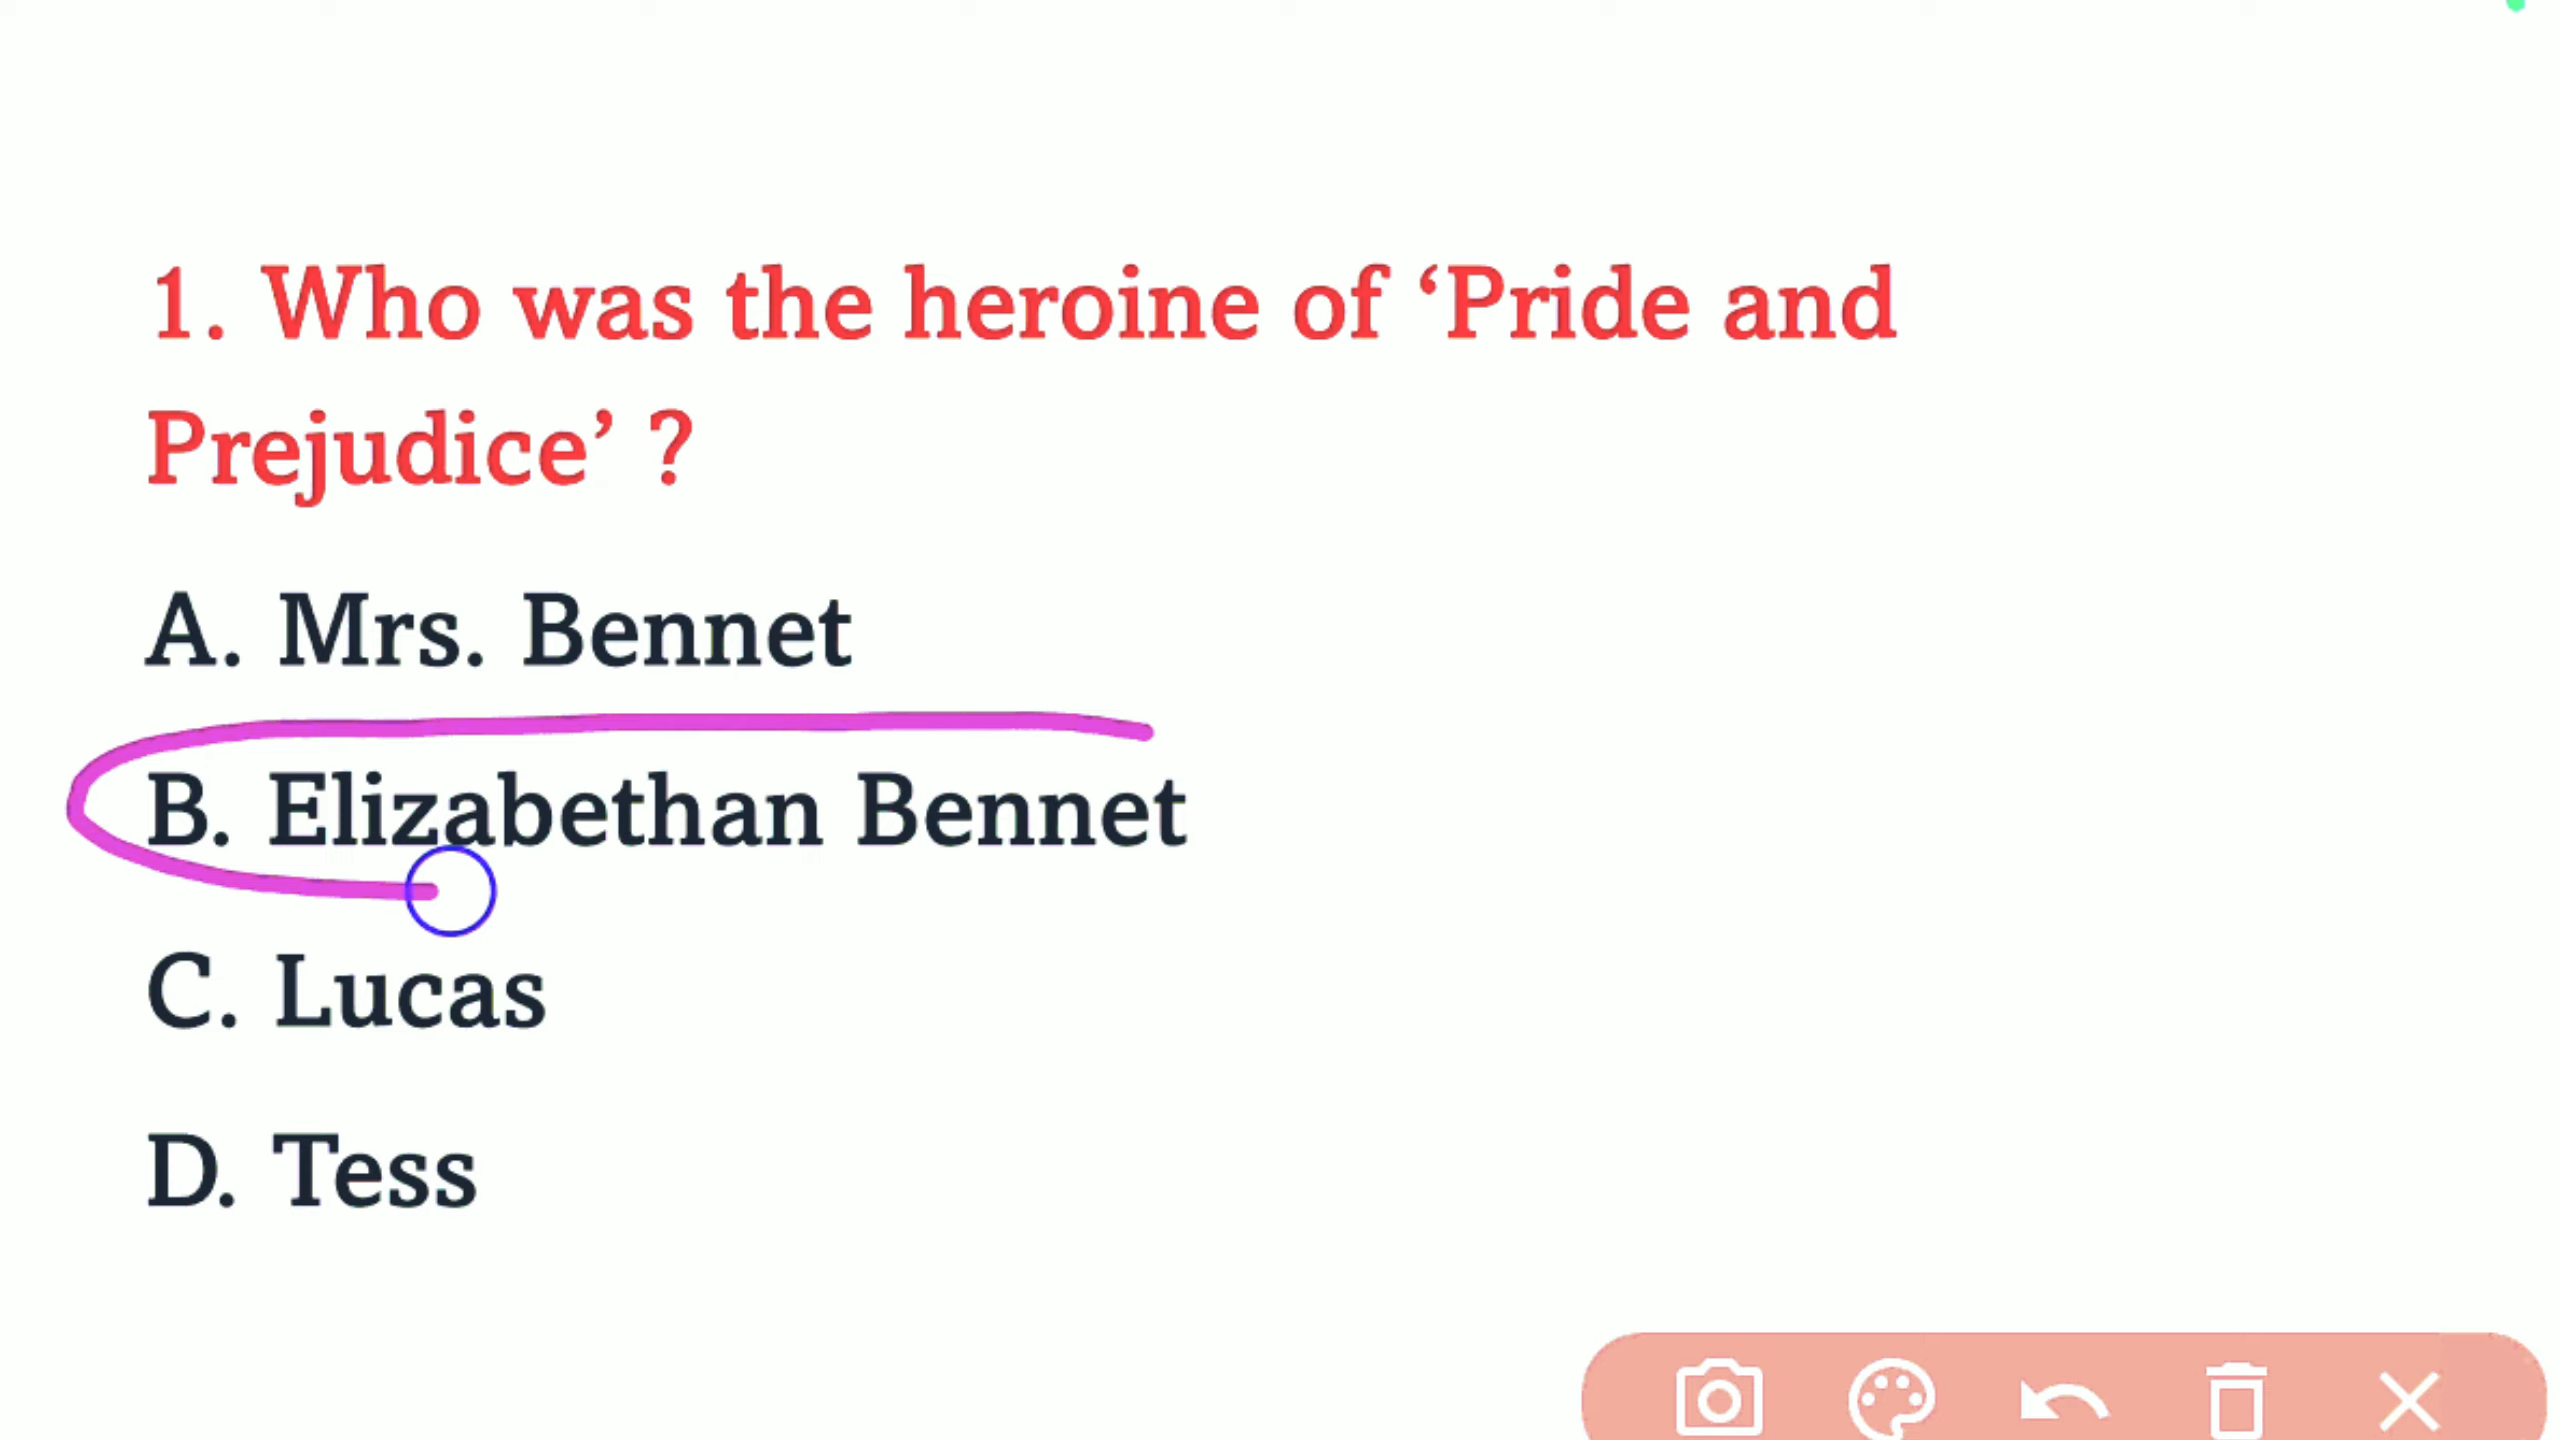 1. Who was the heroine of ‘Pride and
Prejudice’ ?
A. Mrs. Bennet
B. Elizabethan Bennet
C. Lucas
D. Tess